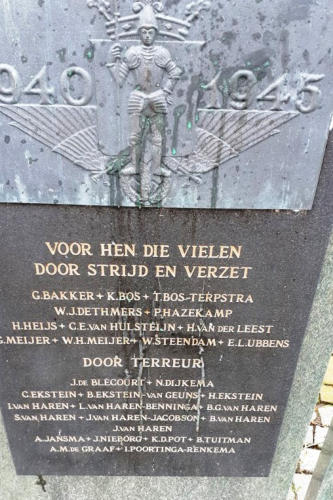 1940 1945
VOOR HEN DIE VIELEN
DOOR STRIJD EN VERZET
G.BAKKER + K.BOS + T.BOS-TERPSTRA
W.J.DETHMERS + P.HAZEKAMP
H.HEIJS + C.E.VAN HULSTEIJN + H.VAN DER LEEST
G.MEIJER + W.H.MEIJER + W.STEENDAM + E.L.UBBENS
DOOR TERREUR
J.DE BLÉCOURT + N.DIJKEMA
C.EKSTEIN + B.EKSTEIN-VAN GEUNS + H.EKSTEIN
I.VAN HAREN + L.VAN HAREN-BENNINGA + B.G.VAN HAREN
S.VAN HAREN + J.VAN HAREN-JACOBSON + B.VAN HAREN
J.VAN HAREN
A.JANSMA + J.NIEBORG + K.D.POT + B.TUITMAN
A.M.DE GRAAF + I.POORTINGA-RENKEMA